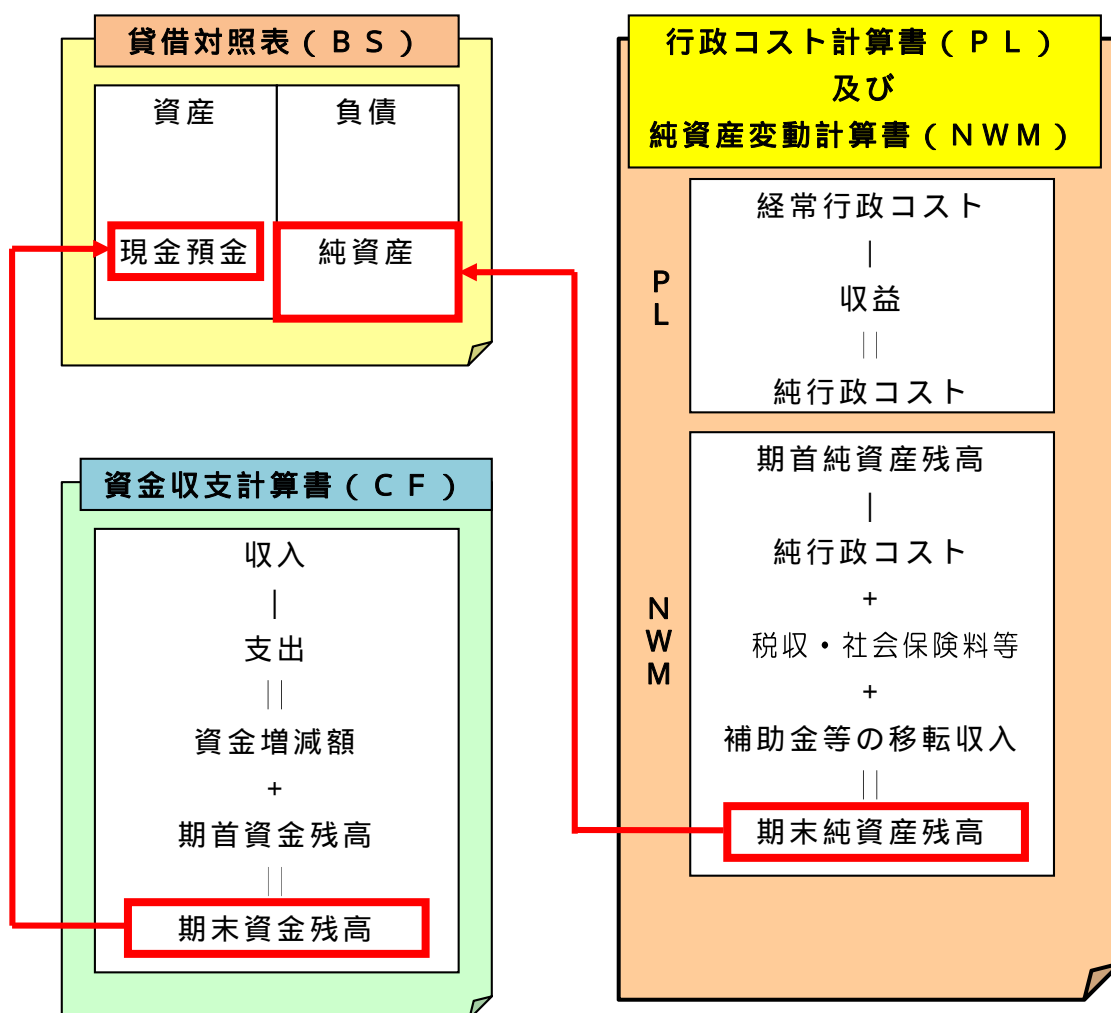 貸借対照表(BS)
資産
負債
現金預金
純資産
資金収支計算書(CF)
収入
|
支出
||
資金増減額
+
期首資金残高
||
期末資金残高
行政コスト計算書(PL)
及び
純資産変動計算書(NWM)
PL
経常行政コスト
|
収益
||
純行政コスト
NWM
期首純資産残高
|
純行政コスト
+
税収・社会保険料等
+
補助金等の移転収入
||
期末純資産残高